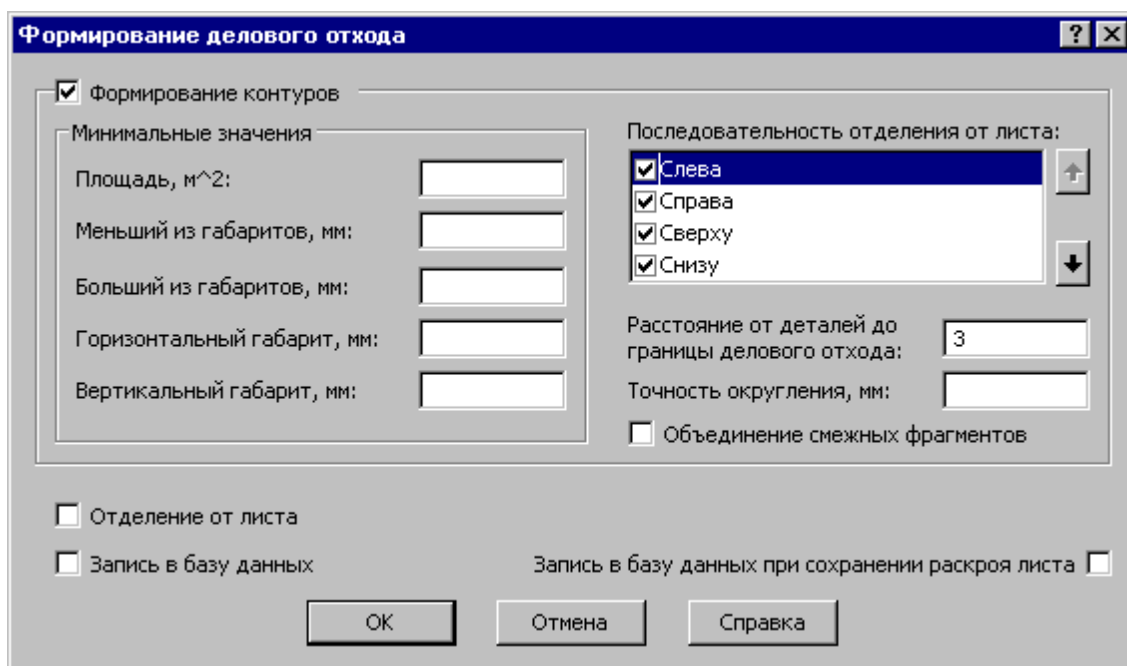 Формирование делового отхода
Формирование контуров
Минимальные значения
Площадь, м^2:
Меньший из габаритов, мм:
Больший из габаритов, мм:
Горизонтальный габарит, мм:
Вертикальный габарит, мм:
Последовательность отделения от листа:
Слева
Справа
Сверху
Снизу
Расстояние от деталей до
границы делового отхода:
3
Точность округления, мм:
Объединение смежных фрагментов
Отделение от листа
Запись в базу данных
Запись в базу данных при сохранении раскроя листа
OK
Отмена
Справка